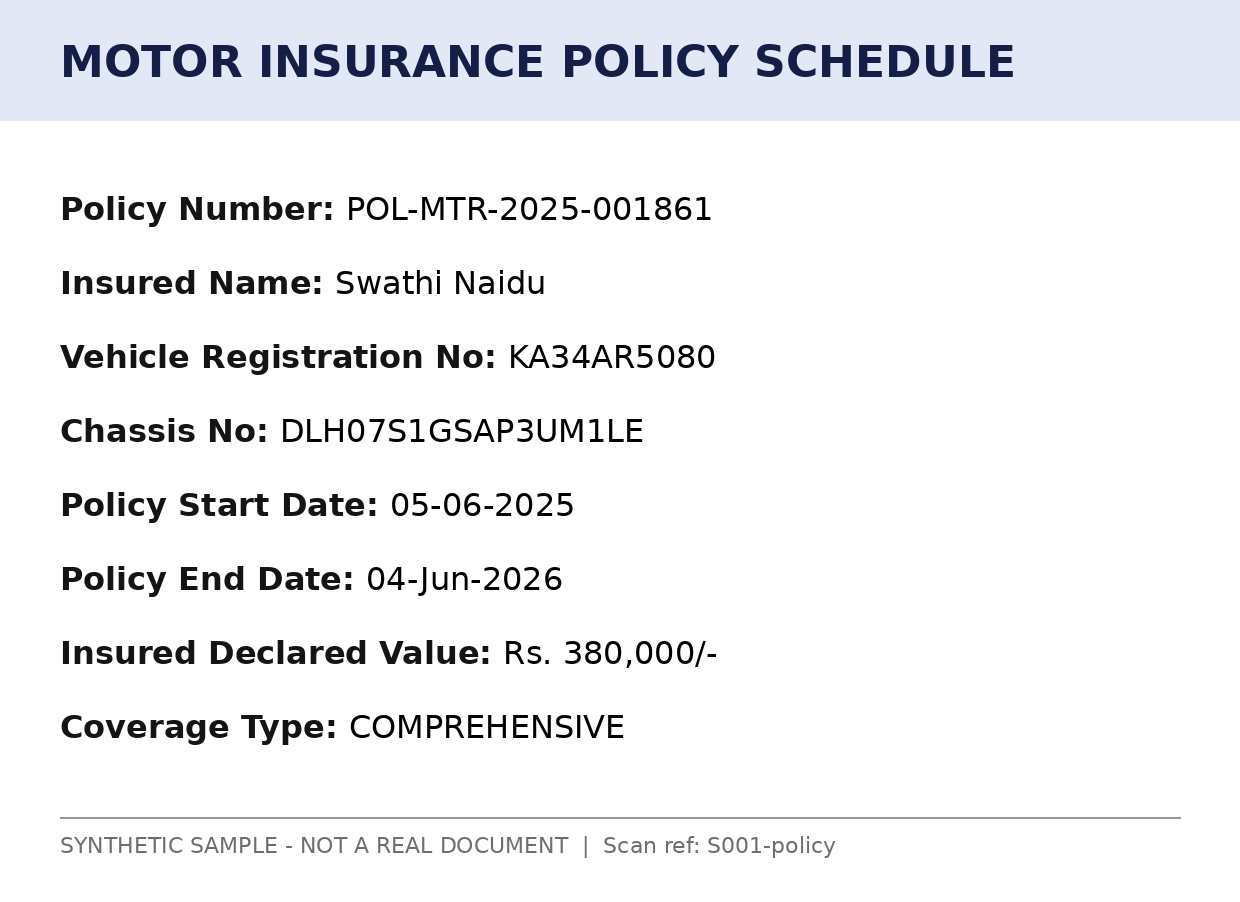 MOTOR INSURANCE POLICY SCHEDULE
Policy Number: POL-MTR-2025-001861
Insured Name: Swathi Naidu
Vehicle Registration No: KA34AR5080
Chassis No: DLH07S1GSAP3UM1LE
Policy Start Date: 05-06-2025
Policy End Date: 04-Jun-2026
Insured Declared Value: Rs. 380,000/-
Coverage Type: COMPREHENSIVE
SYNTHETIC SAMPLE - NOT A REAL DOCUMENT | Scan ref: S001-policy